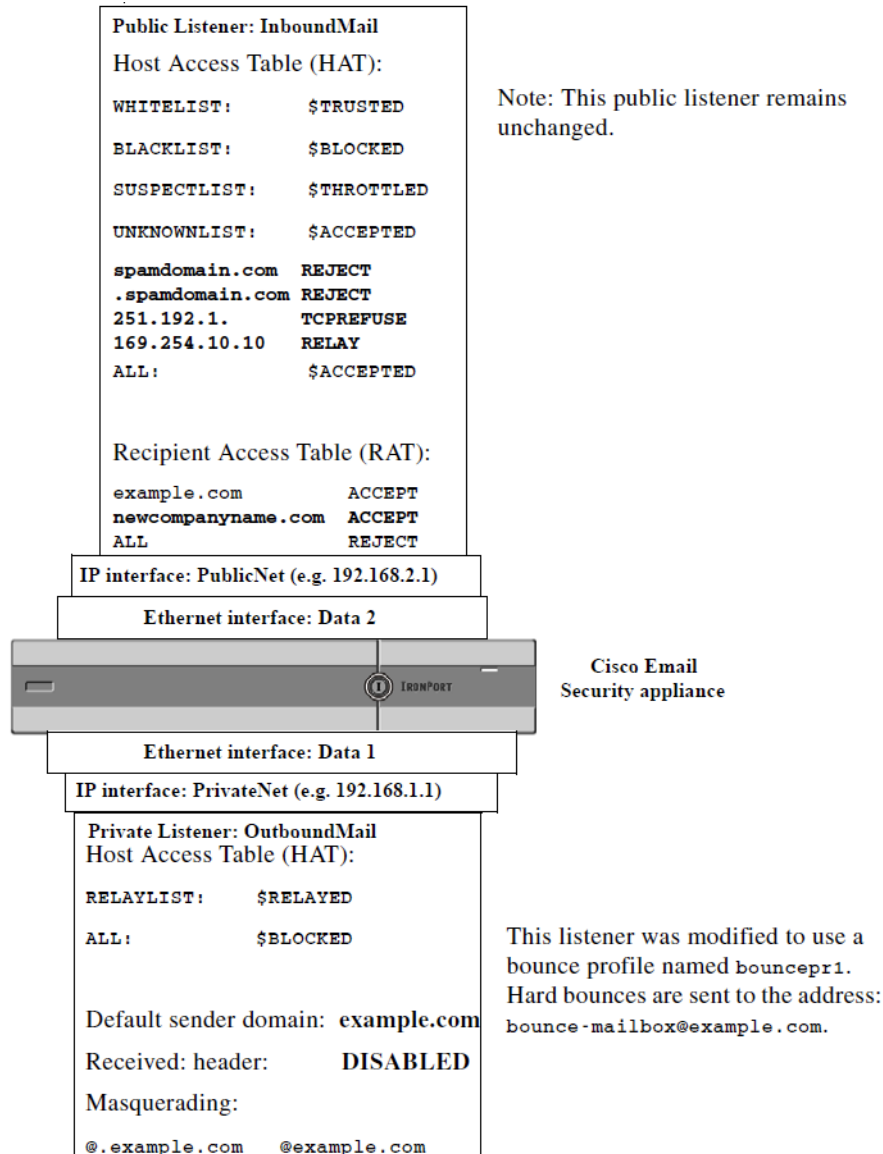 Public Listener: InboundMail
Host Access Table (HAT):
WHITELIST: $TRUSTED
BLACKLIST: $BLOCKED
SUSPECTLIST: $THROTTLED
UNKNOWNLIST: $ACCEPTED
spamdomain.com REJECT
.spamdomain.com REJECT
251.192.1. TCPREFUSE
169.254.10.10 RELAY
ALL: $ACCEPTED
Note: This public listener remains
unchanged.
Recipient Access Table (RAT):
example.com ACCEPT
newcompanyname.com ACCEPT
ALL REJECT
IP interface: PublicNet (e.g. 192.168.2.1)
Ethernet interface: Data 2
IRONPORT
Cisco Email
Security appliance
Ethernet interface: Data 1
IP interface: PrivateNet (e.g. 192.168.1.1)
Private Listener: OutboundMail
Host Access Table (HAT):
RELAYLIST: $RELAYED
ALL: $BLOCKED
Default sender domain: example.com
Received: header: DISABLED
Masquerading:
@.example.com @example.com
This listener was modified to use a
bounce profile named bouncepr1.
Hard bounces are sent to the address:
bounce-mailbox@example.com.